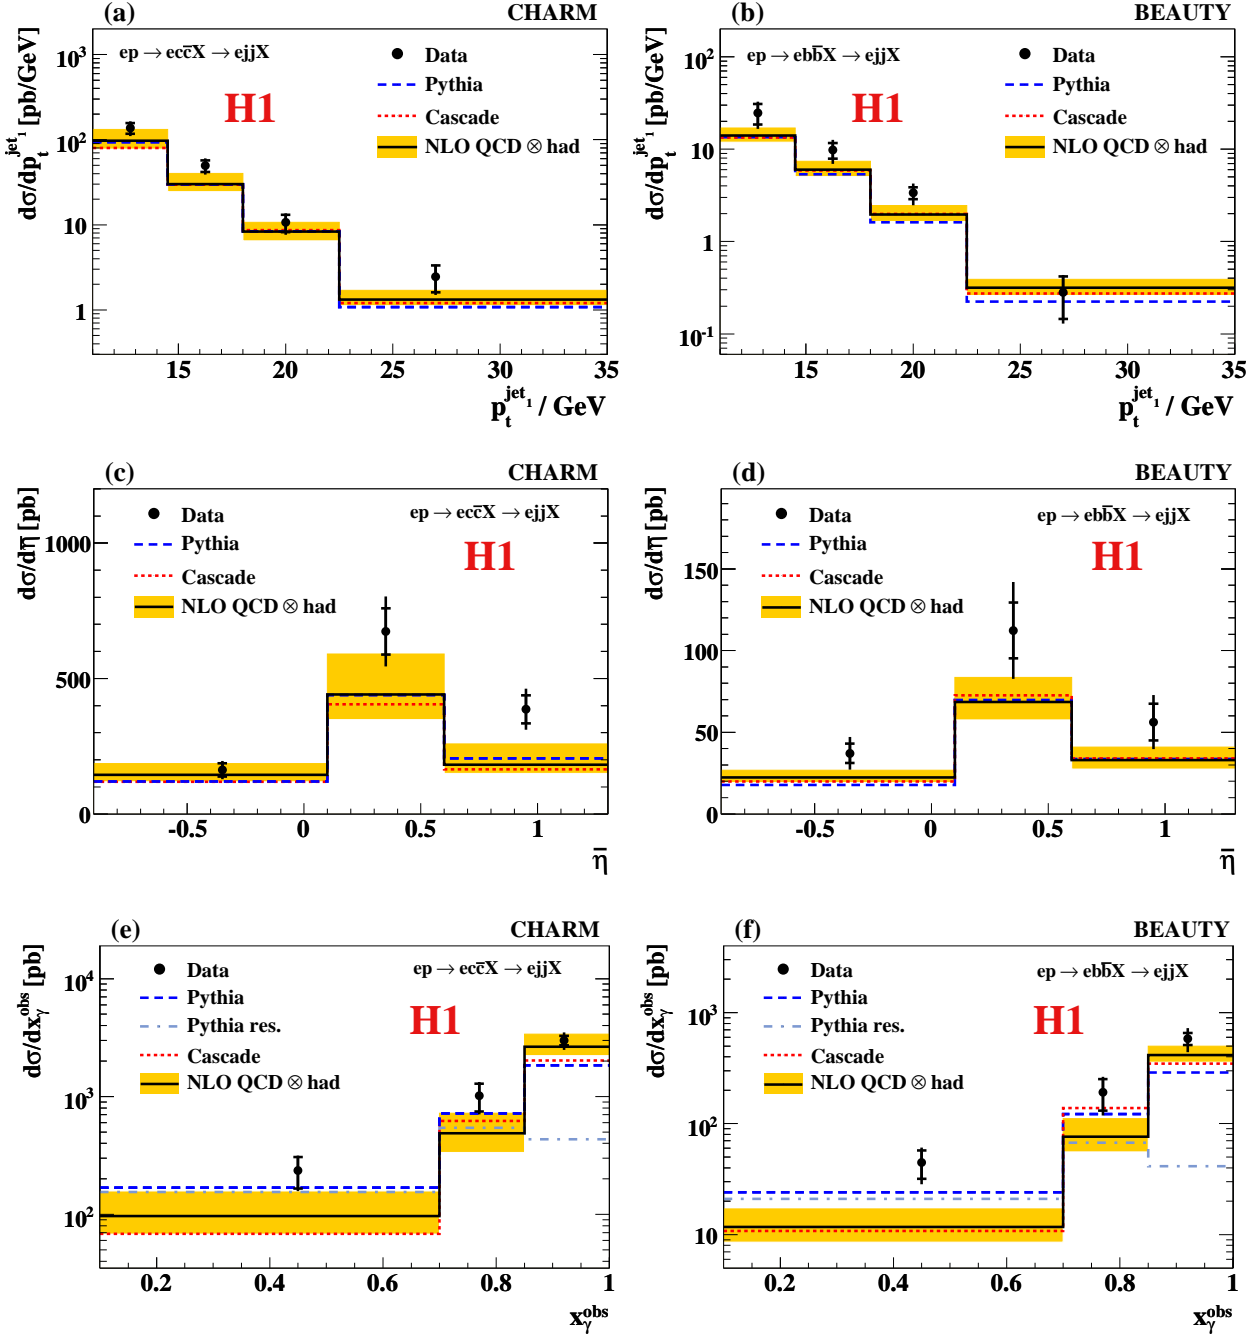 (a) CHARM
ep → ecc̄X → ejjX
H1
Data
Pythia
Cascade
NLO QCD ⊗ had
dσ/dp_t^jet₁ [pb/GeV]
10³
10²
10
1
15 20 25 30 35
p_t^jet₁ / GeV
(b) BEAUTY
ep → ebb̄X → ejjX
H1
Data
Pythia
Cascade
NLO QCD ⊗ had
dσ/dp_t^jet₁ [pb/GeV]
10²
10
1
10⁻¹
15 20 25 30 35
p_t^jet₁ / GeV
(c) CHARM
ep → ecc̄X → ejjX
H1
Data
Pythia
Cascade
NLO QCD ⊗ had
dσ/dη̄ [pb]
1000
500
0
-0.5 0 0.5 1
η̄
(d) BEAUTY
ep → ebb̄X → ejjX
H1
Data
Pythia
Cascade
NLO QCD ⊗ had
dσ/dη̄ [pb]
150
100
50
0
-0.5 0 0.5 1
η̄
(e) CHARM
ep → ecc̄X → ejjX
H1
Data
Pythia
Pythia res.
Cascade
NLO QCD ⊗ had
dσ/dx_γ^obs [pb]
10⁴
10³
10²
0.2 0.4 0.6 0.8 1
x_γ^obs
(f) BEAUTY
ep → ebb̄X → ejjX
H1
Data
Pythia
Pythia res.
Cascade
NLO QCD ⊗ had
dσ/dx_γ^obs [pb]
10³
10²
10
0.2 0.4 0.6 0.8 1
x_γ^obs